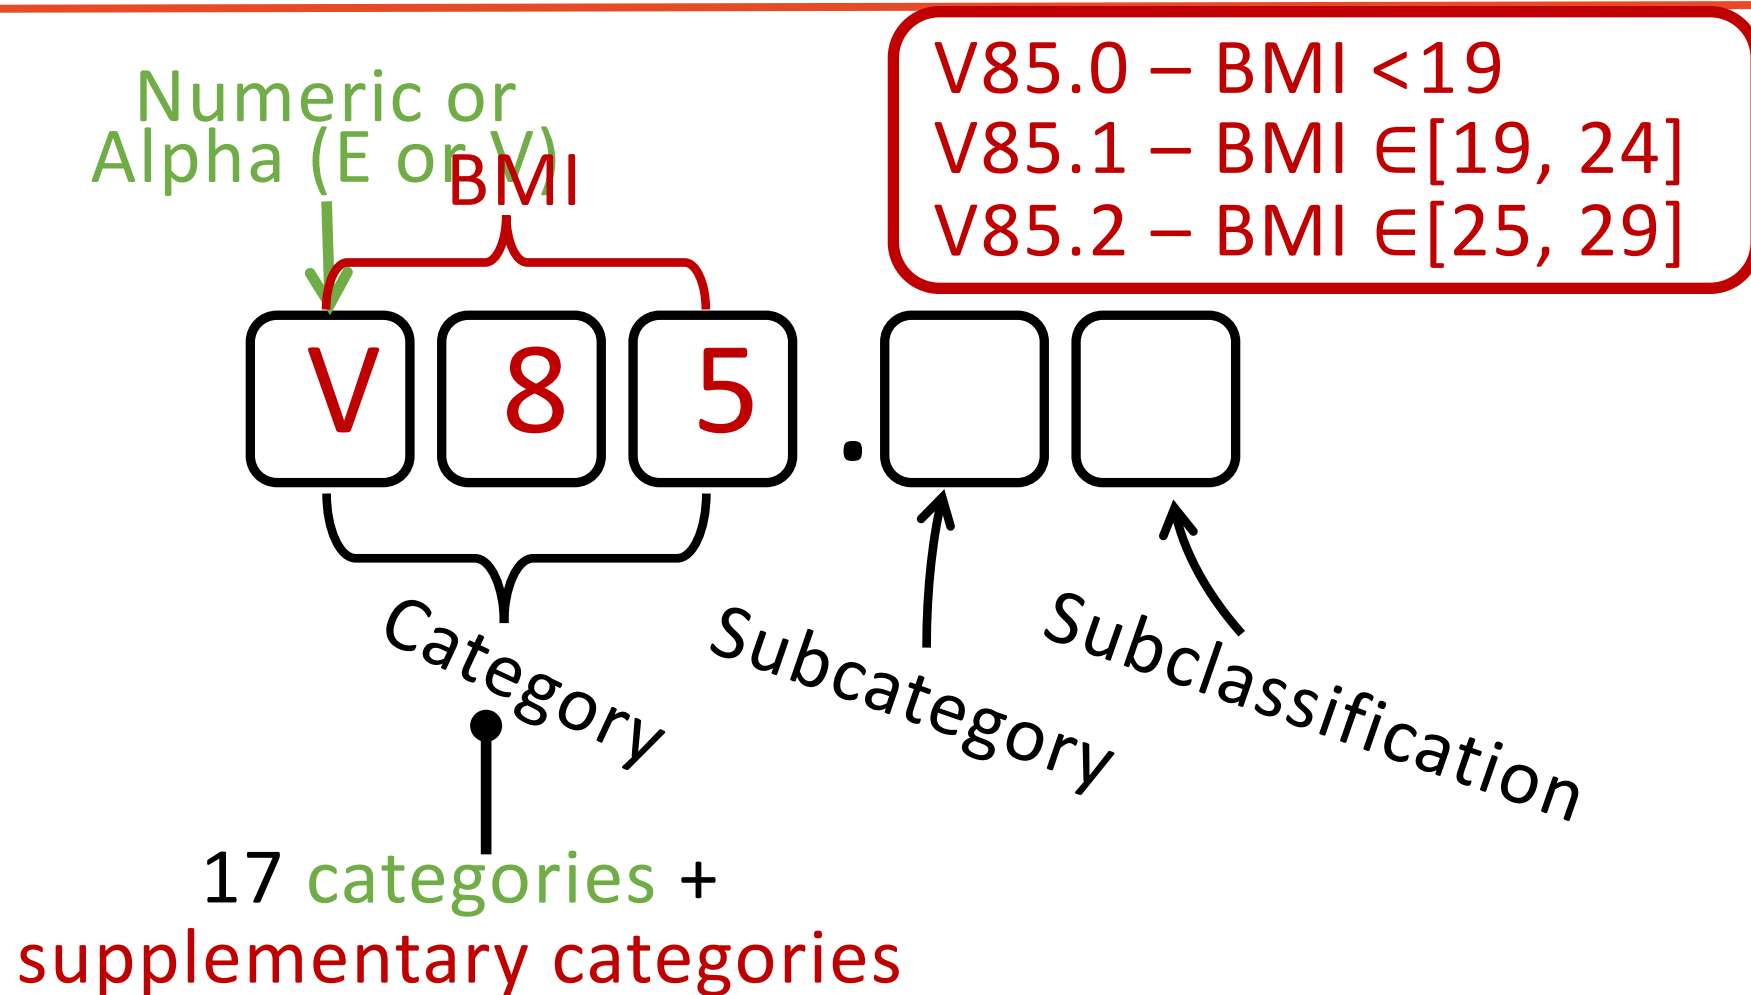 Numeric or
Alpha (E or V)
BMI
V85.0 – BMI <19
V85.1 – BMI ∈[19, 24]
V85.2 – BMI ∈[25, 29]
V 8 5 .
Category
Subcategory
Subclassification
17 categories +
supplementary categories